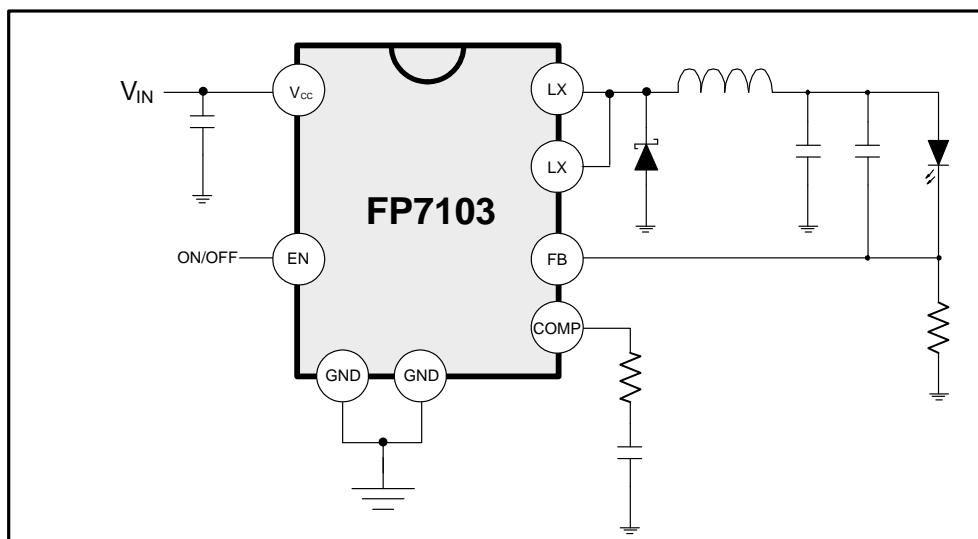 VIN
Vcc
LX
LX
FP7103
ON/OFF
EN
FB
COMP
GND
GND